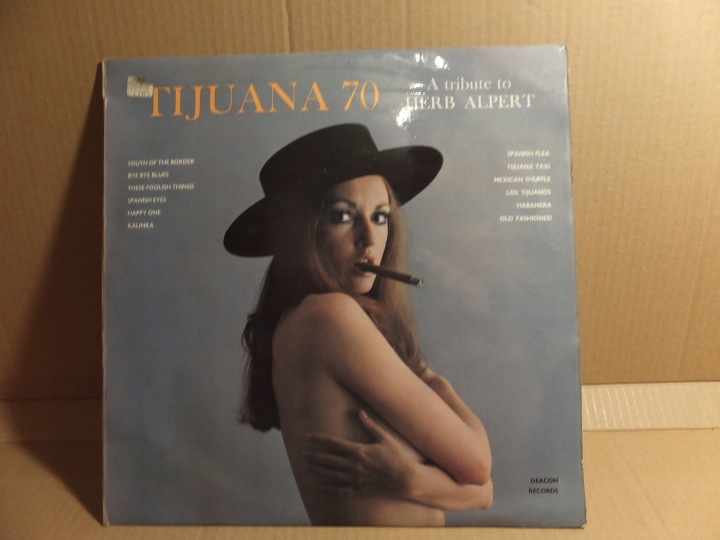 TIJUANA 70
A tribute to
HERB ALPERT
SOUTH OF THE BORDER
BYE BYE BLUES
THESE FOOLISH THINGS
SPANISH EYES
HAPPY ONE
KALINKA
SPANISH FLEA
TIJUANA TAXI
MEXICAN SHUFFLE
LOS TIJUANOS
HABANERA
OLD FASHIONED
DEACON
RECORDS